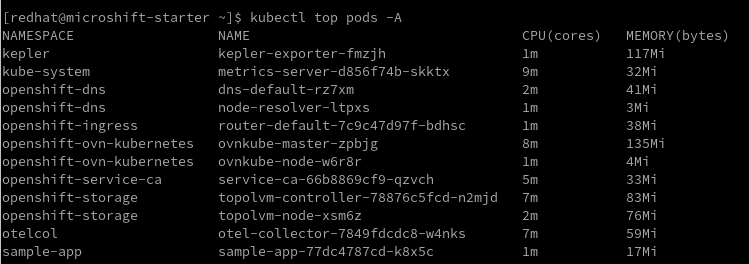 [redhat@microshift-starter ~]$ kubectl top pods -A
NAMESPACE NAME CPU(cores) MEMORY(bytes)
kepler kepler-exporter-fmzjh 1m 117Mi
kube-system metrics-server-d856f74b-skktx 9m 32Mi
openshift-dns dns-default-rz7xm 2m 41Mi
openshift-dns node-resolver-ltpxs 1m 3Mi
openshift-ingress router-default-7c9c47d97f-bdhsc 1m 38Mi
openshift-ovn-kubernetes ovnkube-master-zpbjg 8m 135Mi
openshift-ovn-kubernetes ovnkube-node-w6r8r 1m 4Mi
openshift-service-ca service-ca-66b8869cf9-qzvch 5m 33Mi
openshift-storage topolvm-controller-78876c5fcd-n2mjd 7m 83Mi
openshift-storage topolvm-node-xsm6z 2m 76Mi
otelcol otel-collector-7849fdcdc8-w4nks 7m 59Mi
sample-app sample-app-77dc4787cd-k8x5c 1m 17Mi